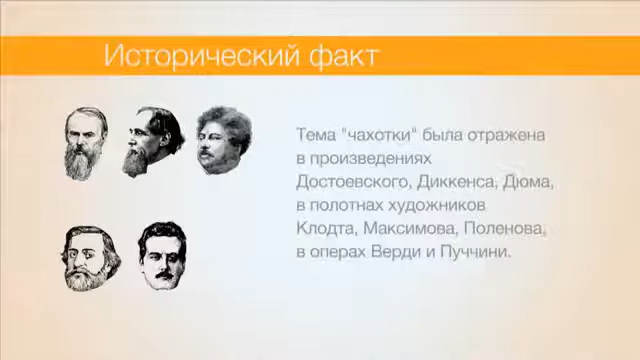 Исторический факт
Тема "чахотки" была отражена
в произведениях
Достоевского, Диккенса, Дюма,
в полотнах художников
Клодта, Максимова, Поленова,
в операх Верди и Пуччини.